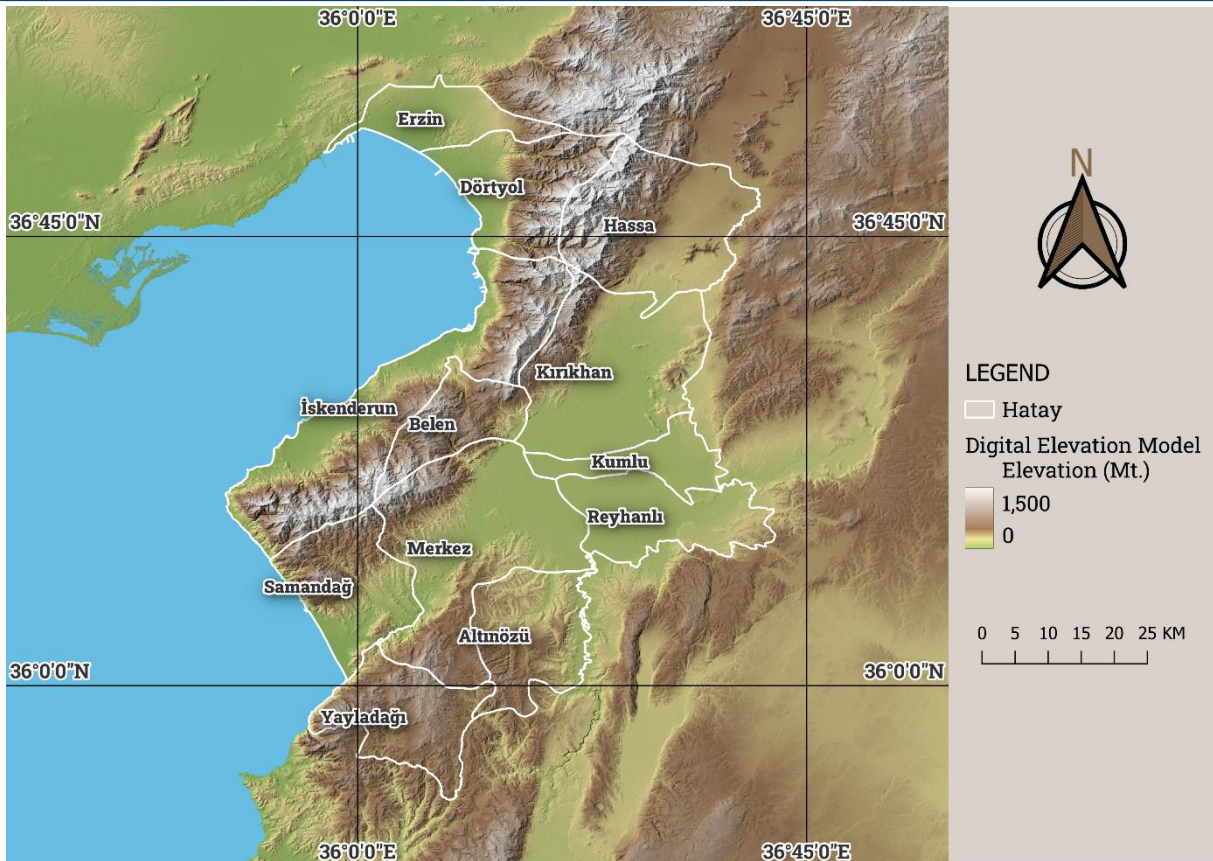 36°0'0"E
36°45'0"E
Erzin
Dörtyol
36°45'0"N
36°45'0"N
Hassa
Kırıkhan
İskenderun
Belen
Kumlu
Reyhanlı
Merkez
Samandağ
Altınözü
36°0'0"N
36°0'0"N
Yayladağı
36°0'0"E
36°45'0"E
N
LEGEND
Hatay
Digital Elevation Model
Elevation (Mt.)
1,500
0
0 5 10 15 20 25 KM